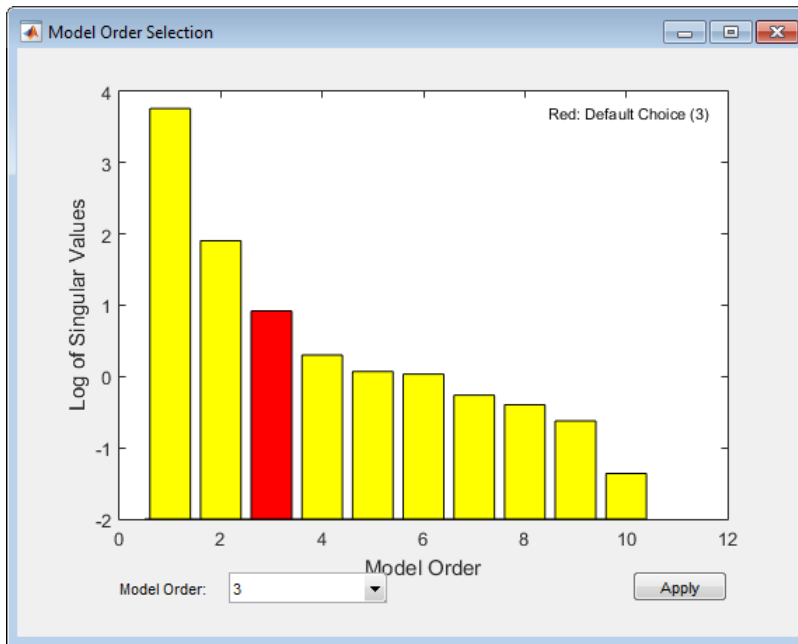 Model Order Selection
Red: Default Choice (3)
Log of Singular Values
4
3
2
1
0
-1
-2
0 2 4 6 8 10 12
Model Order
Model Order: 3 Apply